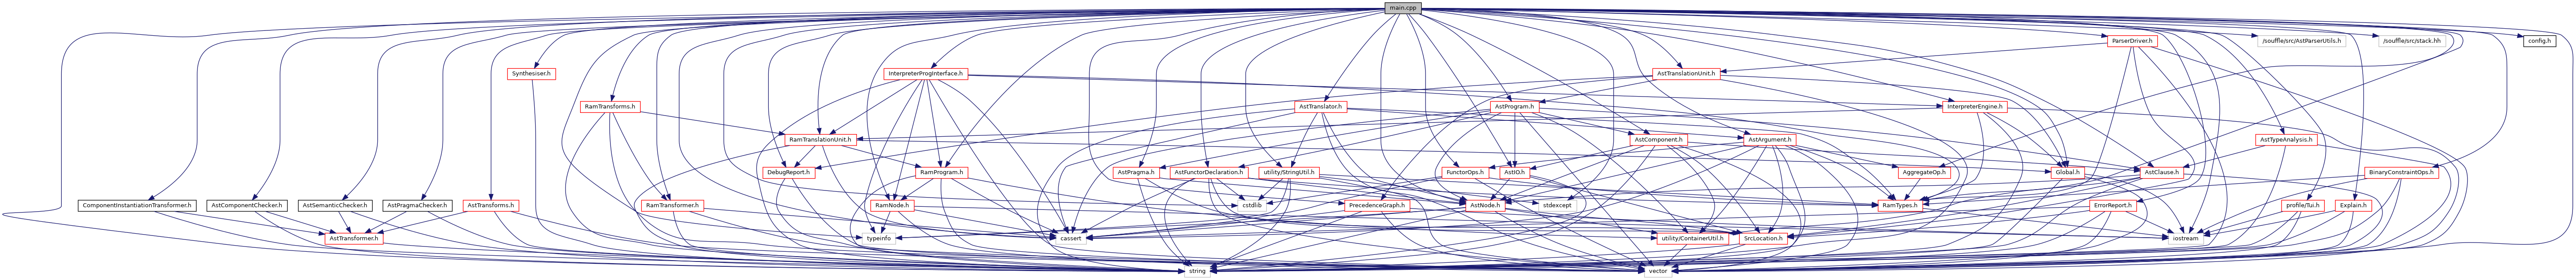 main.cpp
ParserDriver.h
/souffle/src/AstParserUtils.h
/souffle/src/stack.hh
config.h
Synthesiser.h
InterpreterProgInterface.h
AstTranslationUnit.h
RamTransforms.h
AstTranslator.h
AstProgram.h
InterpreterEngine.h
RamTranslationUnit.h
AstComponent.h
AstArgument.h
AstTypeAnalysis.h
DebugReport.h
RamProgram.h
AstPragma.h
AstFunctorDeclaration.h
utility/StringUtil.h
FunctorOps.h
AstIO.h
AggregateOp.h
Global.h
AstClause.h
BinaryConstraintOps.h
ComponentInstantiationTransformer.h
AstComponentChecker.h
AstSemanticChecker.h
AstPragmaChecker.h
AstTransforms.h
RamTransformer.h
RamNode.h
cstdlib
PrecedenceGraph.h
AstNode.h
stdexcept
RamTypes.h
ErrorReport.h
profile/Tui.h
Explain.h
AstTransformer.h
typeinfo
cassert
utility/ContainerUtil.h
SrcLocation.h
iostream
string
vector